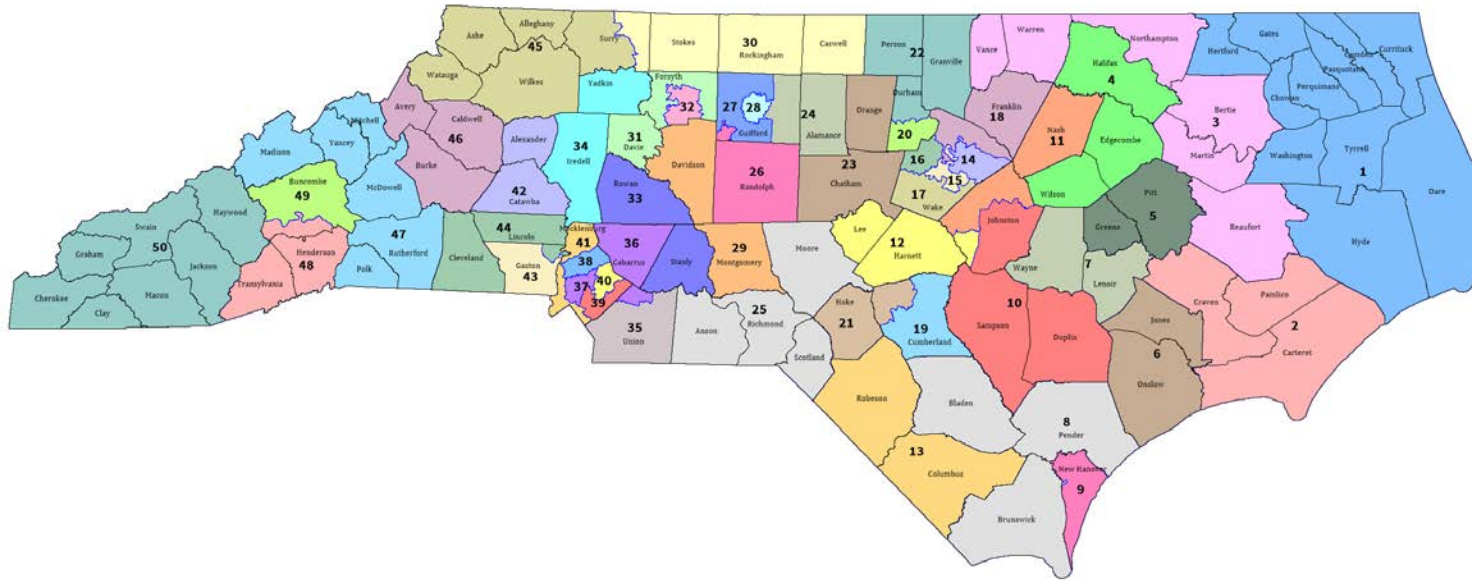 Ashe
Alleghany
45
Surry
Watauga
Wilkes
Stokes
30
Rockingham
Caswell
Person
22
Granville
Vance
Warren
Northampton
Halifax
4
Hertford
Gates
Camden
Currituck
Pasquotank
Perquimans
Chowan
Yadkin
Forsyth
32
27
28
Guilford
24
Alamance
Orange
Durham
Franklin
18
Bertie
3
Avery
Mitchell
Yancey
Madison
Caldwell
46
Burke
Alexander
34
Iredell
31
Davie
Davidson
20
16
14
15
Nash
11
Edgecombe
Martin
Washington
Tyrrell
1
Dare
Buncombe
49
McDowell
42
Catawba
Rowan
33
26
Randolph
23
Chatham
17
Wake
Wilson
Pitt
5
Greene
Beaufort
Hyde
Haywood
Swain
50
Graham
Jackson
Cherokee
Macon
Clay
Henderson
48
Transylvania
47
Rutherford
Polk
Cleveland
44
Lincoln
Gaston
43
Mecklenburg
41
38
37
40
39
36
Cabarrus
Stanly
29
Montgomery
Moore
Lee
12
Harnett
Johnston
Wayne
7
Lenoir
Craven
Pamlico
2
Carteret
Jones
6
Onslow
35
Union
Anson
25
Richmond
Scotland
Hoke
21
19
Cumberland
10
Sampson
Duplin
Robeson
Bladen
8
Pender
13
Columbus
New Hanover
9
Brunswick